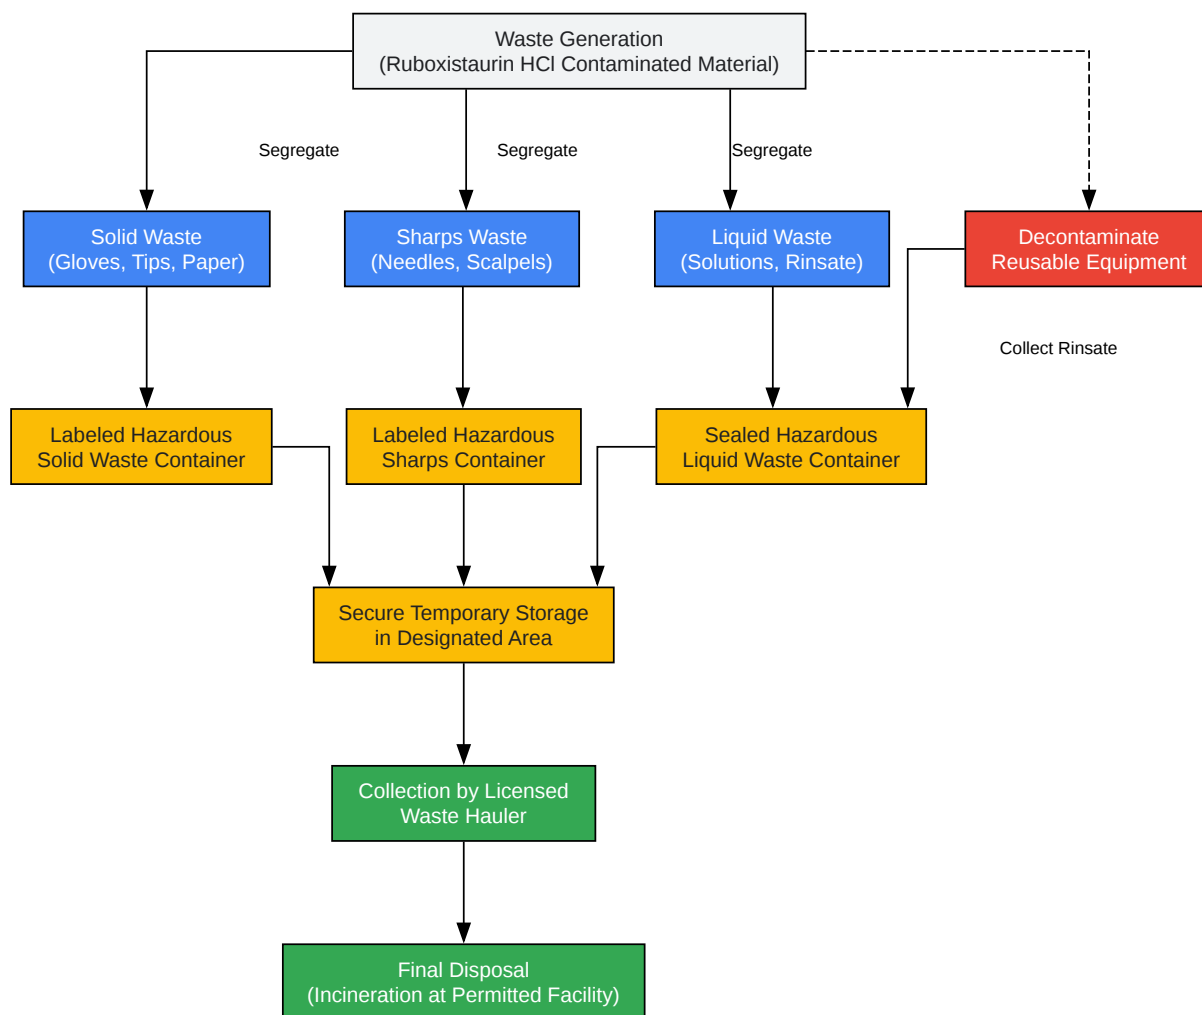 Waste Generation
(Ruboxistaurin HCl Contaminated Material)
Segregate
Segregate
Segregate
Solid Waste
(Gloves, Tips, Paper)
Sharps Waste
(Needles, Scalpels)
Liquid Waste
(Solutions, Rinsate)
Decontaminate
Reusable Equipment
Collect Rinsate
Labeled Hazardous
Solid Waste Container
Labeled Hazardous
Sharps Container
Sealed Hazardous
Liquid Waste Container
Secure Temporary Storage
in Designated Area
Collection by Licensed
Waste Hauler
Final Disposal
(Incineration at Permitted Facility)